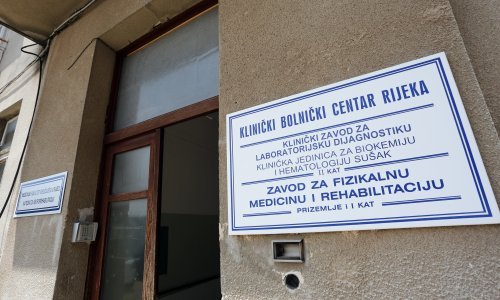 KLINIČKI BOLNIČKI CENTAR RIJEKA
KLINIČKI ZAVOD ZA
LABORATORIJSKU DIJAGNOSTIKU
KLINIČKA JEDINICA ZA BIOKEMIJU
I HEMATOLOGIJU SUŠAK
II KAT
ZAVOD ZA FIZIKALNU
MEDICINU I REHABILITACIJU
PRIZEMLJE I I KAT